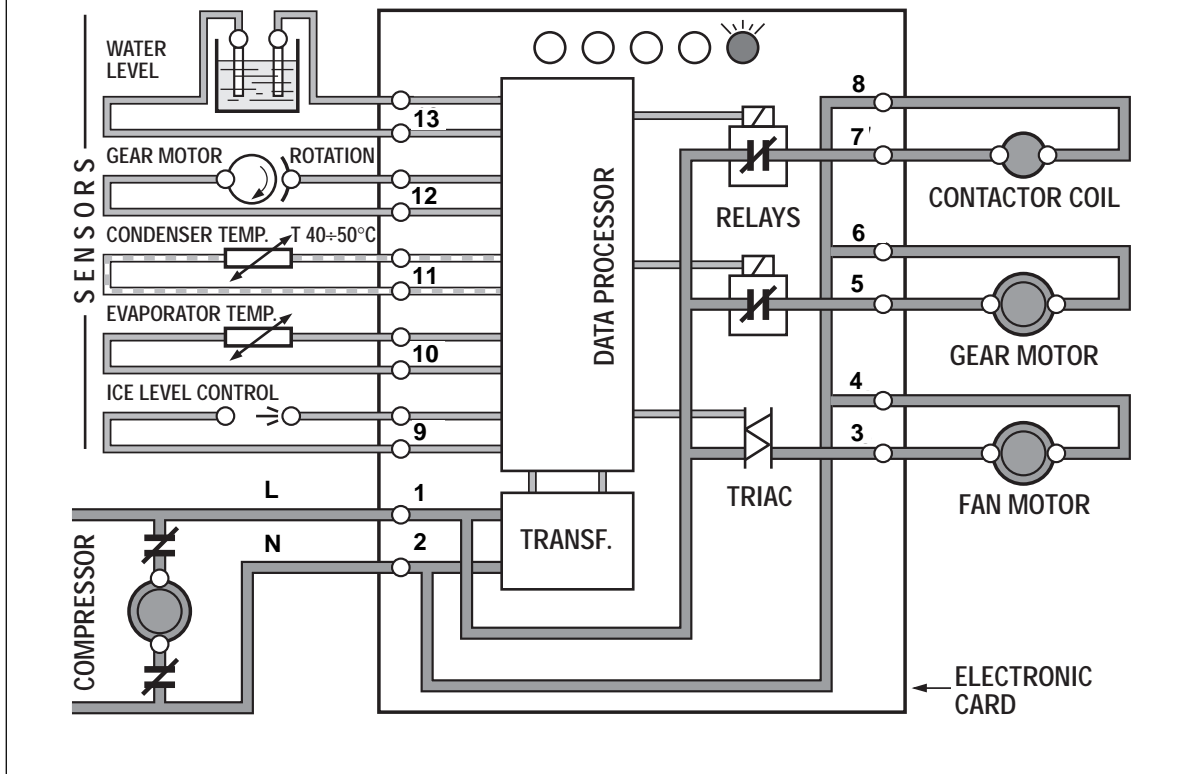 WATER
LEVEL
13
GEAR MOTOR
ROTATION
12
CONDENSER TEMP.
T 40÷50°C
11
EVAPORATOR TEMP.
10
ICE LEVEL CONTROL
9
SENSORS
L
1
N
2
COMPRESSOR
DATA PROCESSOR
TRANSF.
RELAYS
TRIAC
8
7
CONTACTOR COIL
6
5
GEAR MOTOR
4
3
FAN MOTOR
ELECTRONIC
CARD